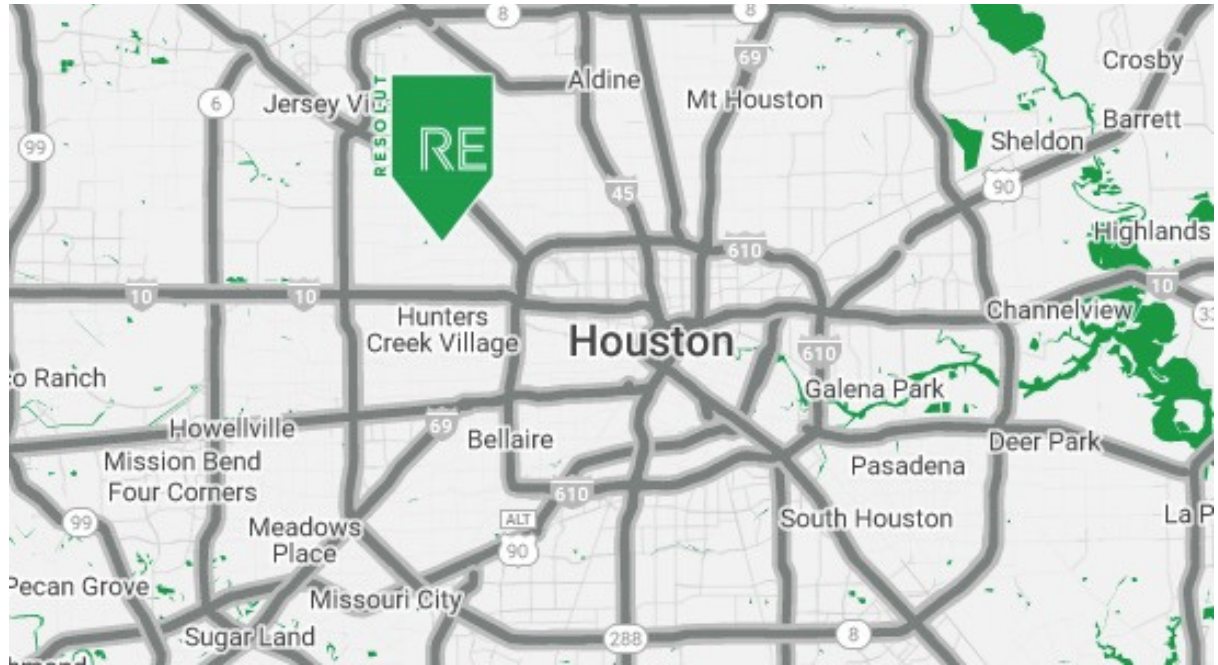 8
8
69
Crosby
Aldine
6
Jersey Vi
Mt Houston
RESOLUT
RE
Barrett
99
Sheldon
45
90
Highlands
610
10
10
10
Channelview
33
Hunters
Creek Village
Houston
610
co Ranch
Galena Park
69
Howellville
Bellaire
Deer Park
Mission Bend
Pasadena
Four Corners
610
99
ALT
90
Meadows
Place
South Houston
La P
Pecan Grove
Missouri City
Sugar Land
288
8
hmond